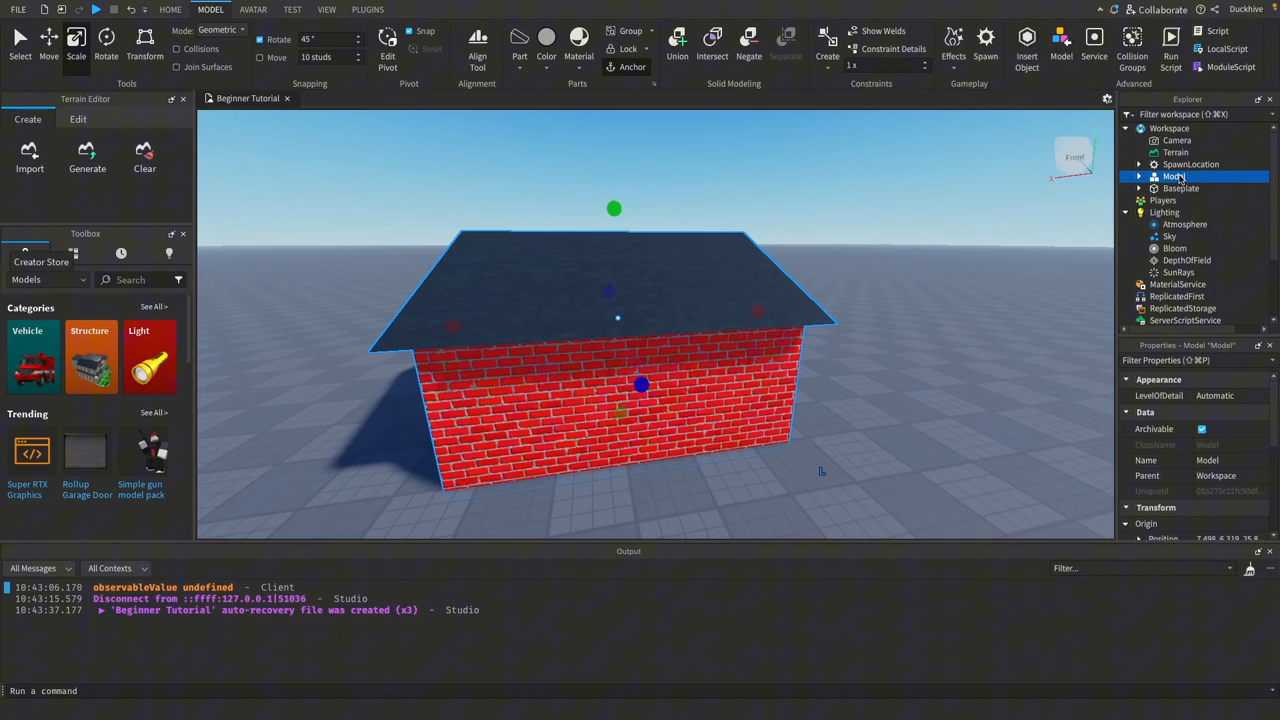 FILE HOME MODEL AVATAR TEST VIEW PLUGINS Collaborate Duckhive
Select Move Scale Rotate Transform
Mode: Geometric
Collisions
Join Surfaces
Tools
Rotate 45°
Move 10 studs
Snapping
Edit Pivot
Snap
Reset
Pivot
Align Tool
Alignment
Part Color Material
Group
Lock
Anchor
Parts
Union Intersect Negate Separate
Solid Modeling
Create
Show Welds
Constraint Details
1 x
Constraints
Effects Spawn
Gameplay
Insert Object
Model Service
Collision Groups
Run Script
Script
LocalScript
ModuleScript
Advanced
Terrain Editor
Create Edit
Import Generate Clear
Toolbox
Creator Store
Models Search
Categories See All >
Vehicle Structure Light
Trending See All >
Super RTX Graphics
Rollup Garage Door
Simple gun model pack
Beginner Tutorial
Front
X
Explorer
Filter workspace (⇧⌘X)
Workspace
Camera
Terrain
SpawnLocation
Baseplate
Players
Lighting
Atmosphere
Sky
Bloom
DepthOfField
SunRays
MaterialService
ReplicatedFirst
ReplicatedStorage
ServerScriptService
Properties - Model "Model"
Filter Properties (⇧⌘P)
Appearance
LevelOfDetail Automatic
Data
Archivable
ClassName Model
Name Model
Parent Workspace
UniqueId
Transform
Origin
Output
All Messages All Contexts Filter...
10:43:06.170 observableValue undefined - Client
10:43:15.579 Disconnect from ::ffff:127.0.0.1|51036 - Studio
10:43:37.177 'Beginner Tutorial' auto-recovery file was created (x3) - Studio
Run a command